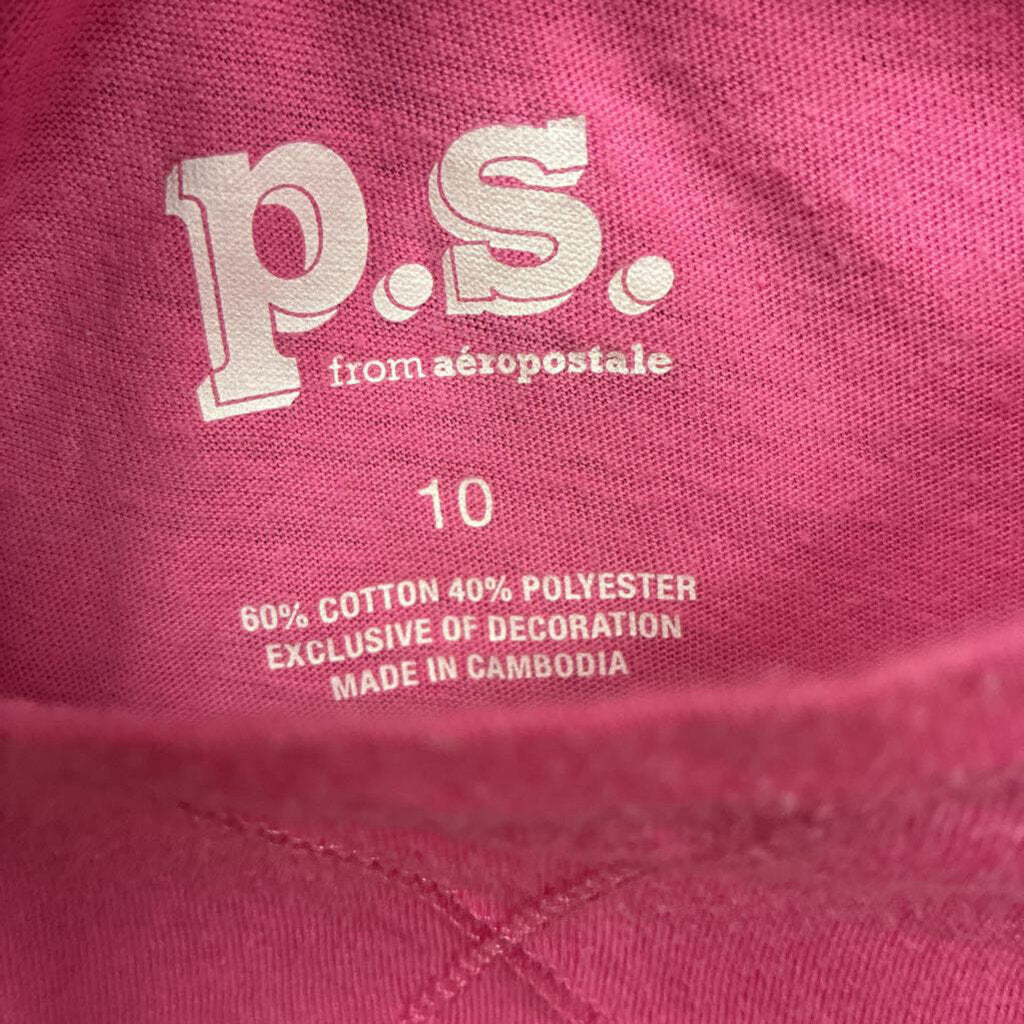 p.s.
from aéropostale
10
60% COTTON 40% POLYESTER
EXCLUSIVE OF DECORATION
MADE IN CAMBODIA